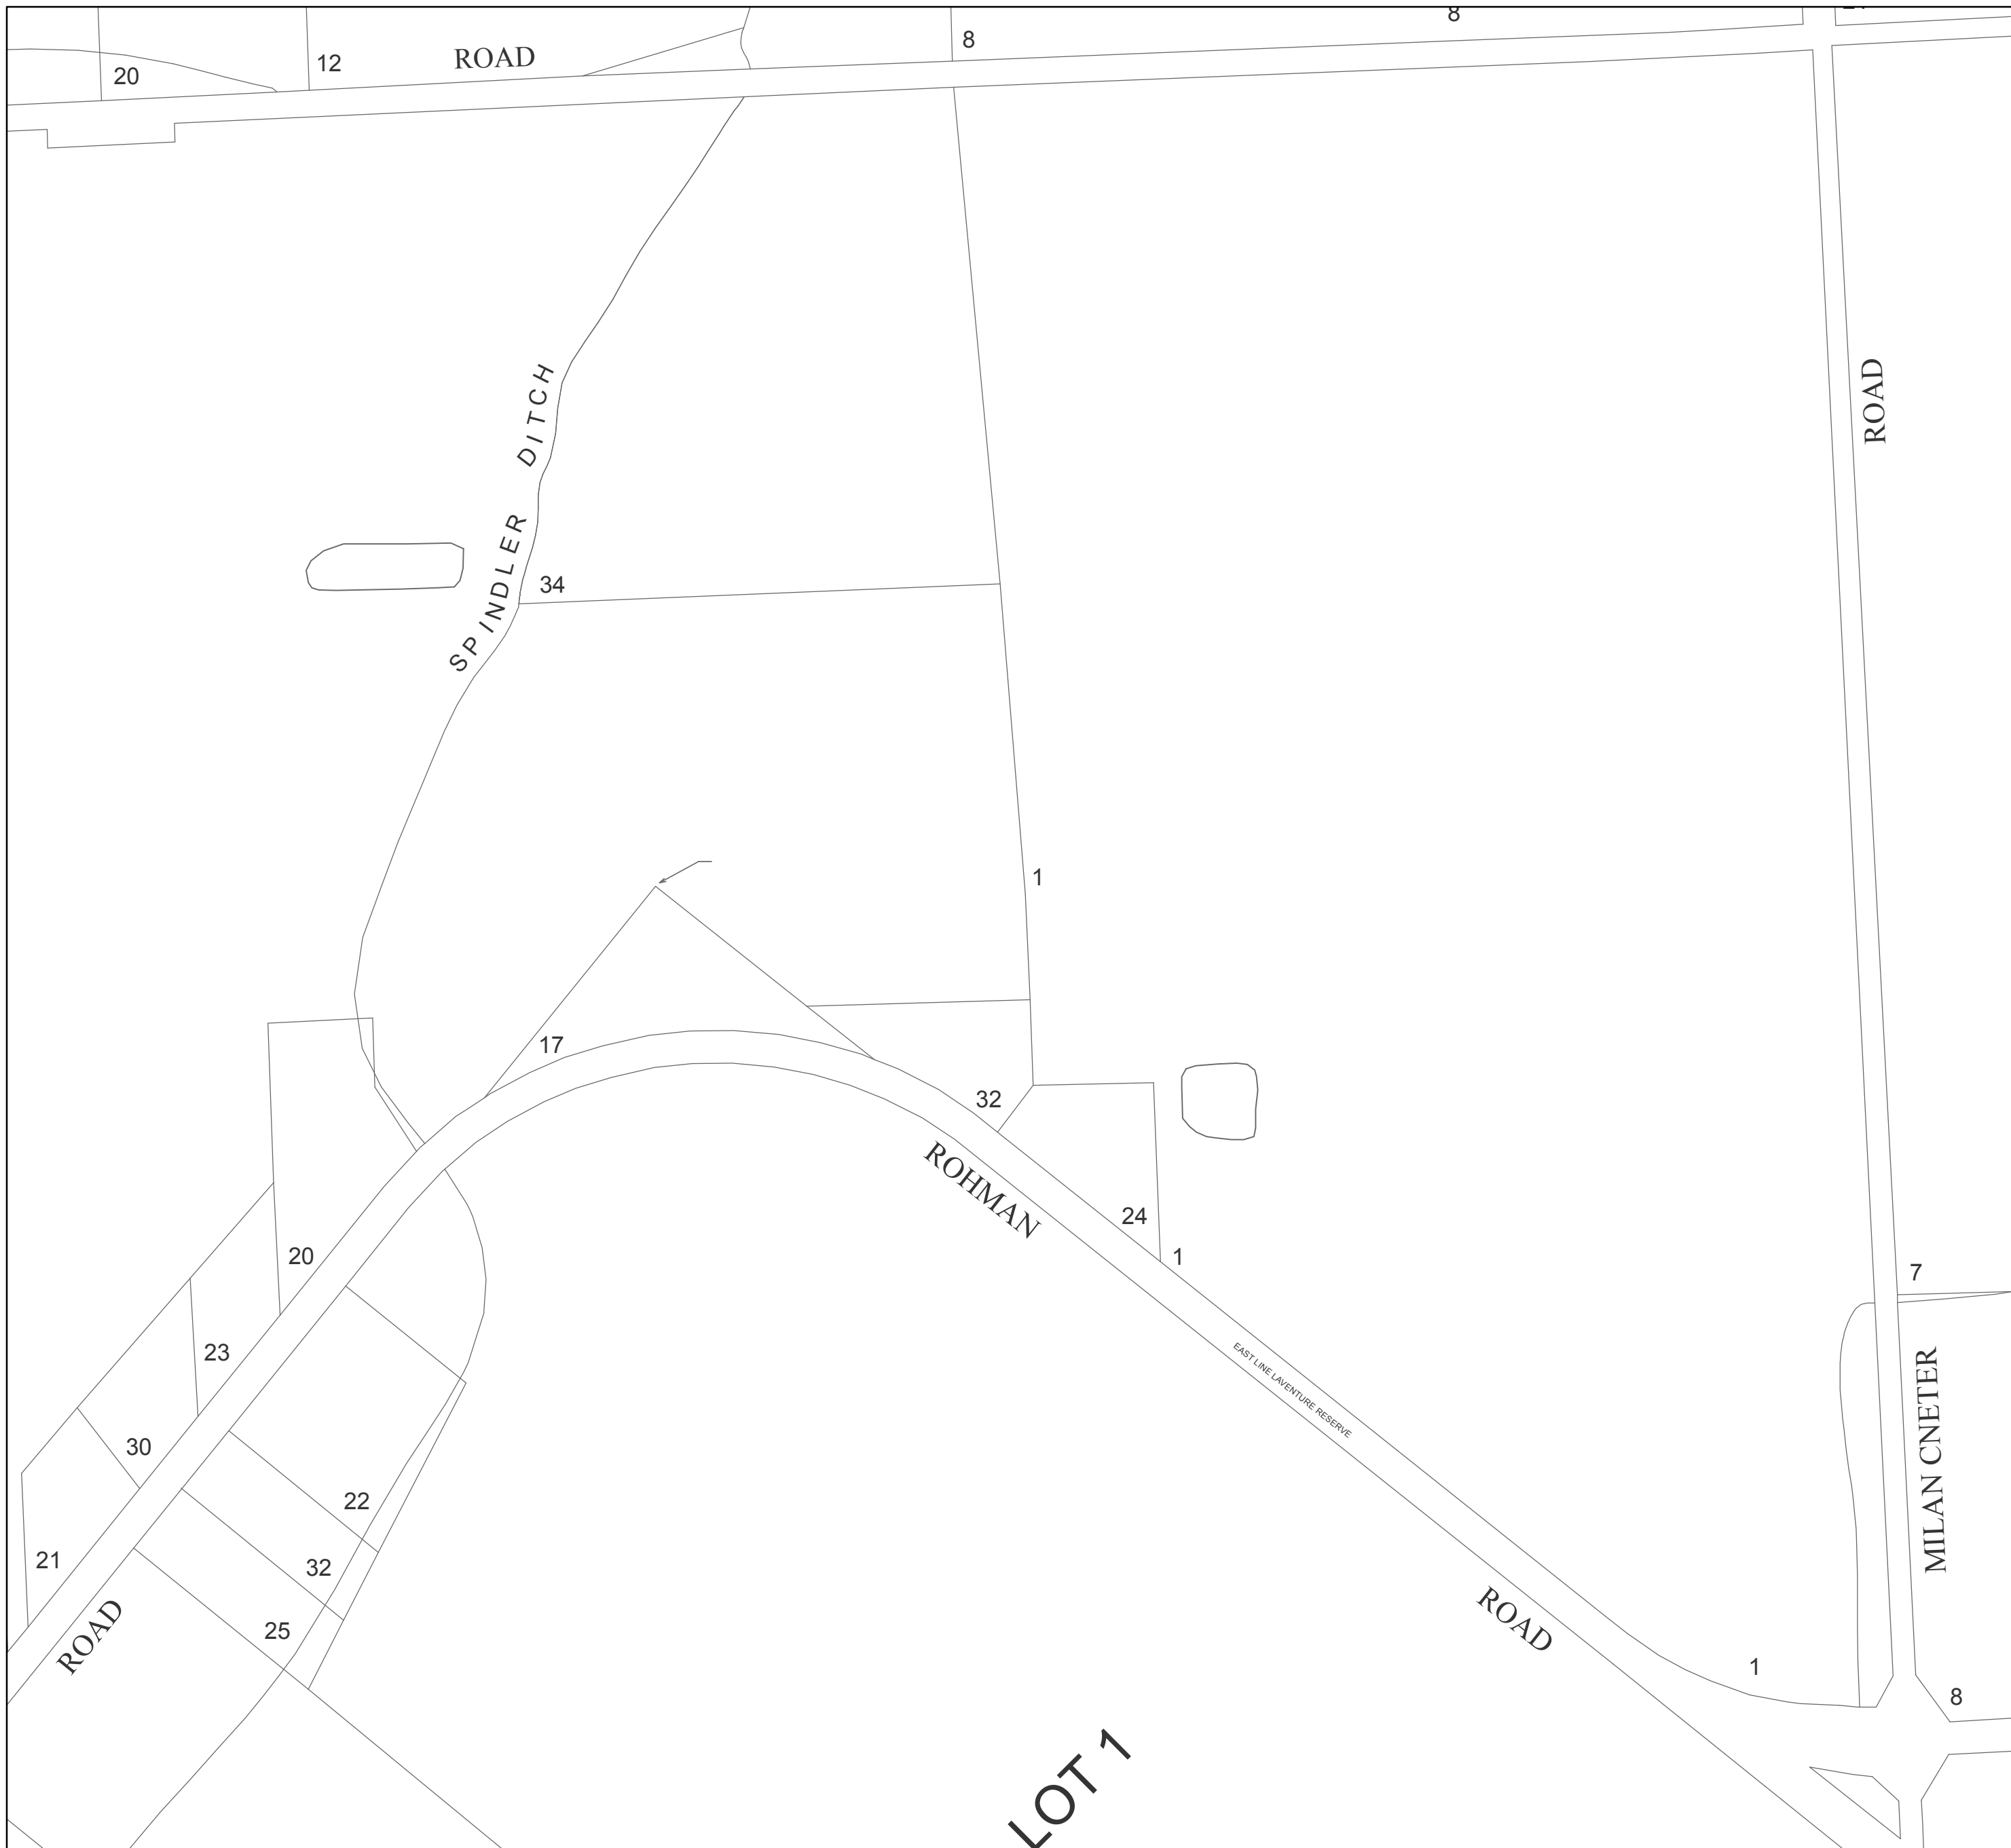 8
8
ROAD
12
20
ROAD
SPINDLER DITCH
34
1
17
32
ROHMAN
24
1
20
7
23
EAST LINE LAVENTURE RESERVE
MILAN CNETER
30
22
21
32
ROAD
25
ROAD
1
8
LOT 1